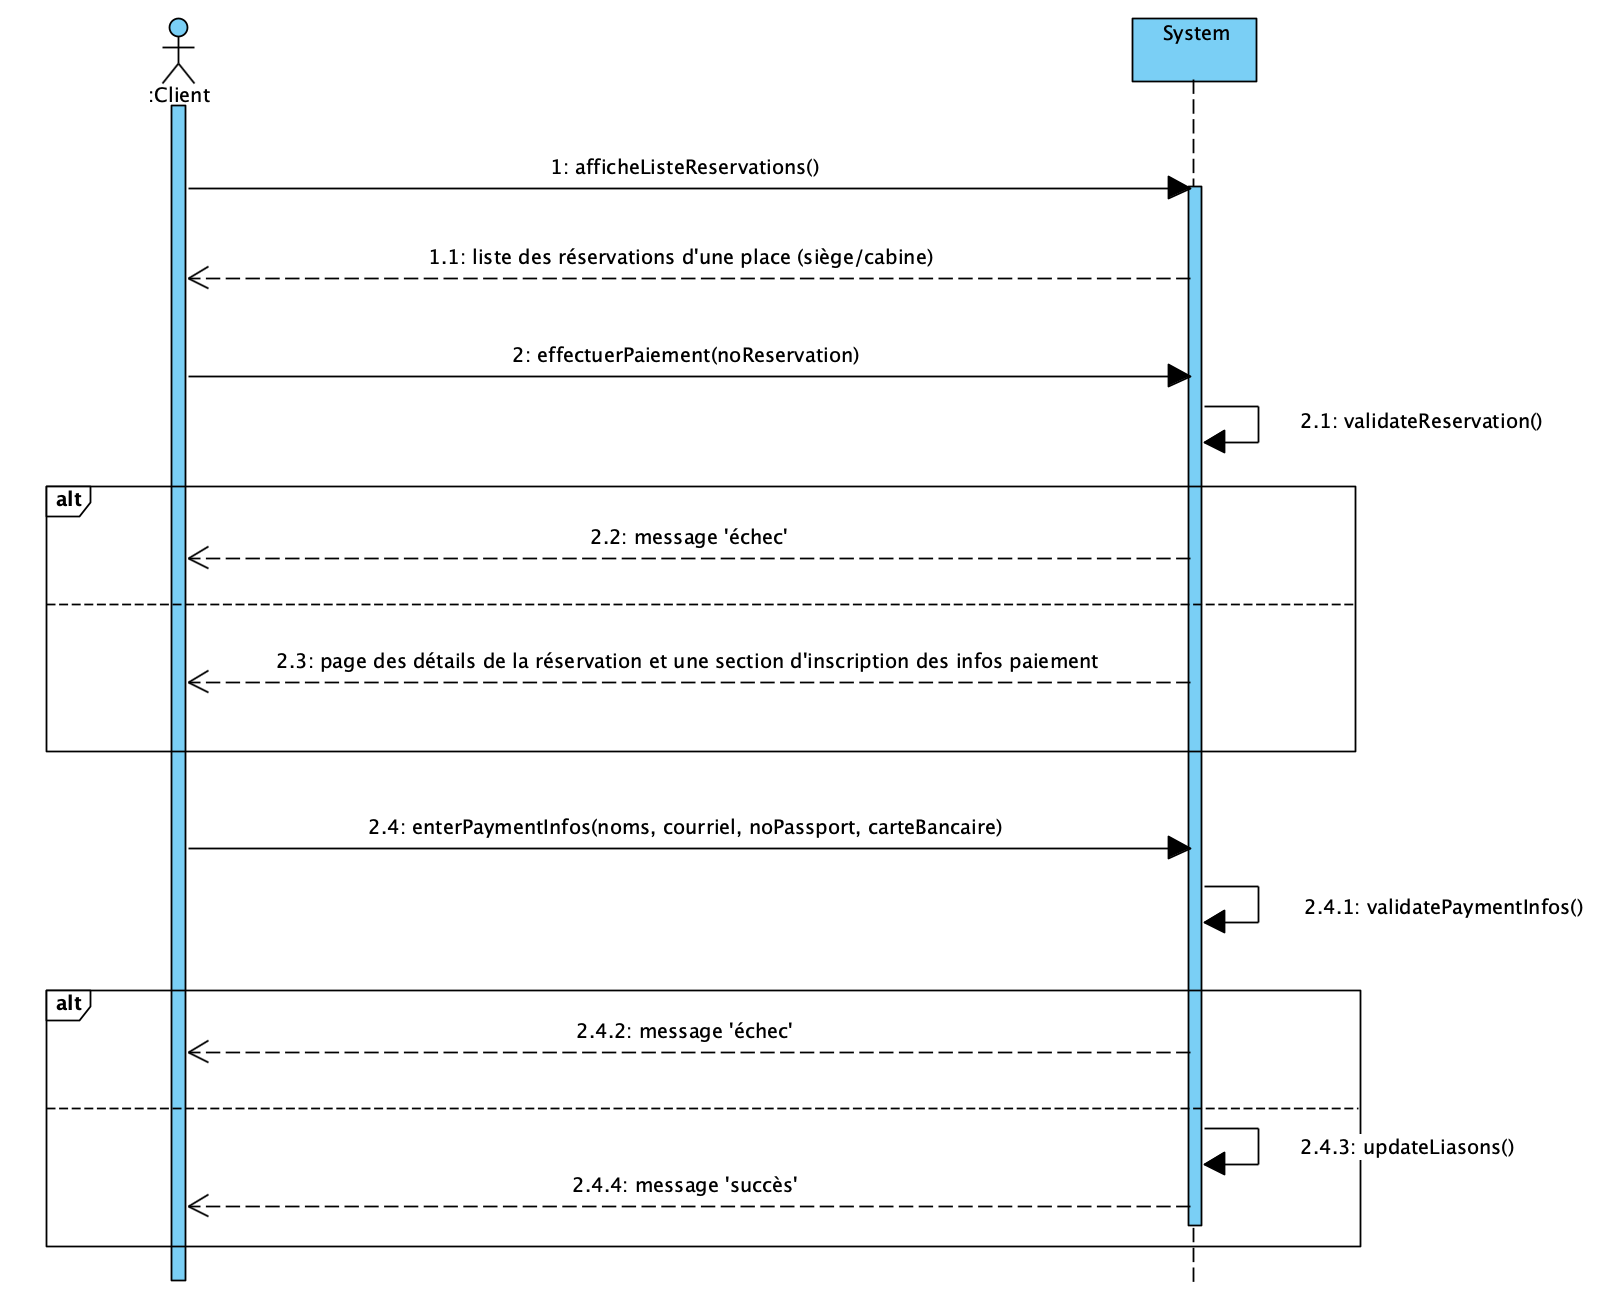 System
:Client
1: afficheListeReservations()
1.1: liste des réservations d'une place (siège/cabine)
2: effectuerPaiement(noReservation)
2.1: validateReservation()
alt
2.2: message 'échec'
2.3: page des détails de la réservation et une section d'inscription des infos paiement
2.4: enterPaymentInfos(noms, courriel, noPassport, carteBancaire)
2.4.1: validatePaymentInfos()
alt
2.4.2: message 'échec'
2.4.3: updateLiasons()
2.4.4: message 'succès'